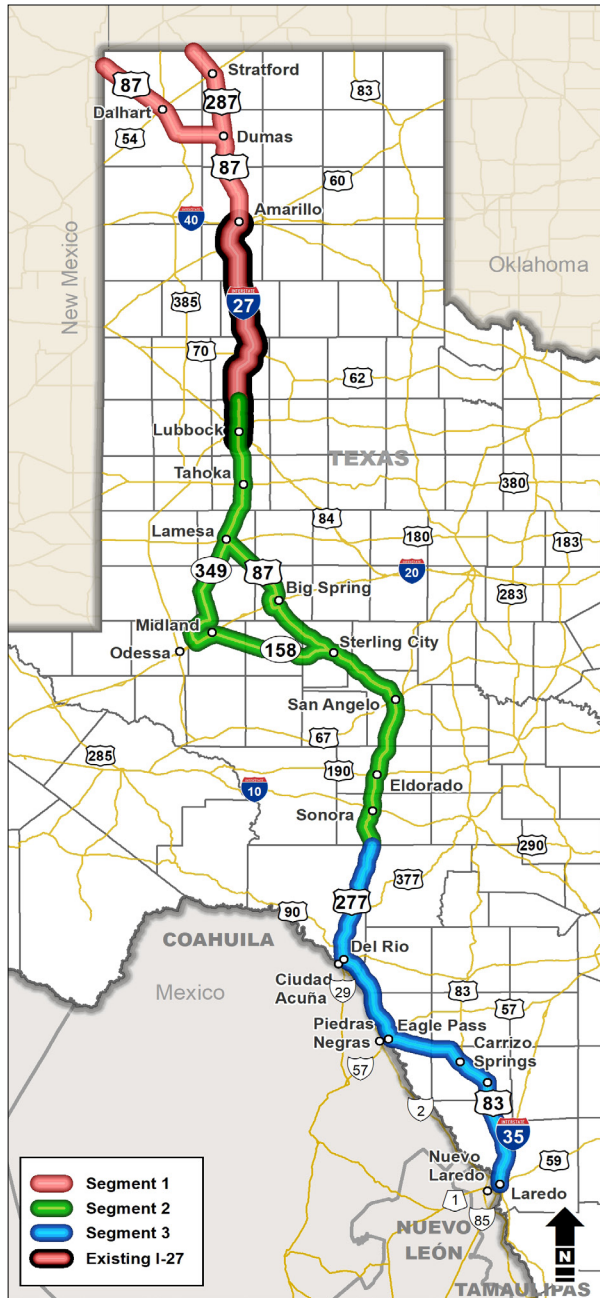 Stratford
87
287
83
Dalhart
54
Dumas
87
60
Amarillo
40
New Mexico
Oklahoma
385
INTERSTATE
27
70
62
Lubbock
TEXAS
Tahoka
380
84
Lamesa
180
183
349
87
20
Big Spring
283
Midland
158
Sterling City
Odessa
San Angelo
67
285
190
Eldorado
10
Sonora
290
377
277
90
COAHUILA
Del Rio
Mexico
Ciudad
Acuña
29
83
57
Piedras
Negras
Eagle Pass
Carrizo
Springs
57
2
83
INTERSTATE
35
Nuevo
Laredo
59
1
Laredo
85
NUEVO
LEÓN
N
TAMAULIPAS
Segment 1
Segment 2
Segment 3
Existing I-27